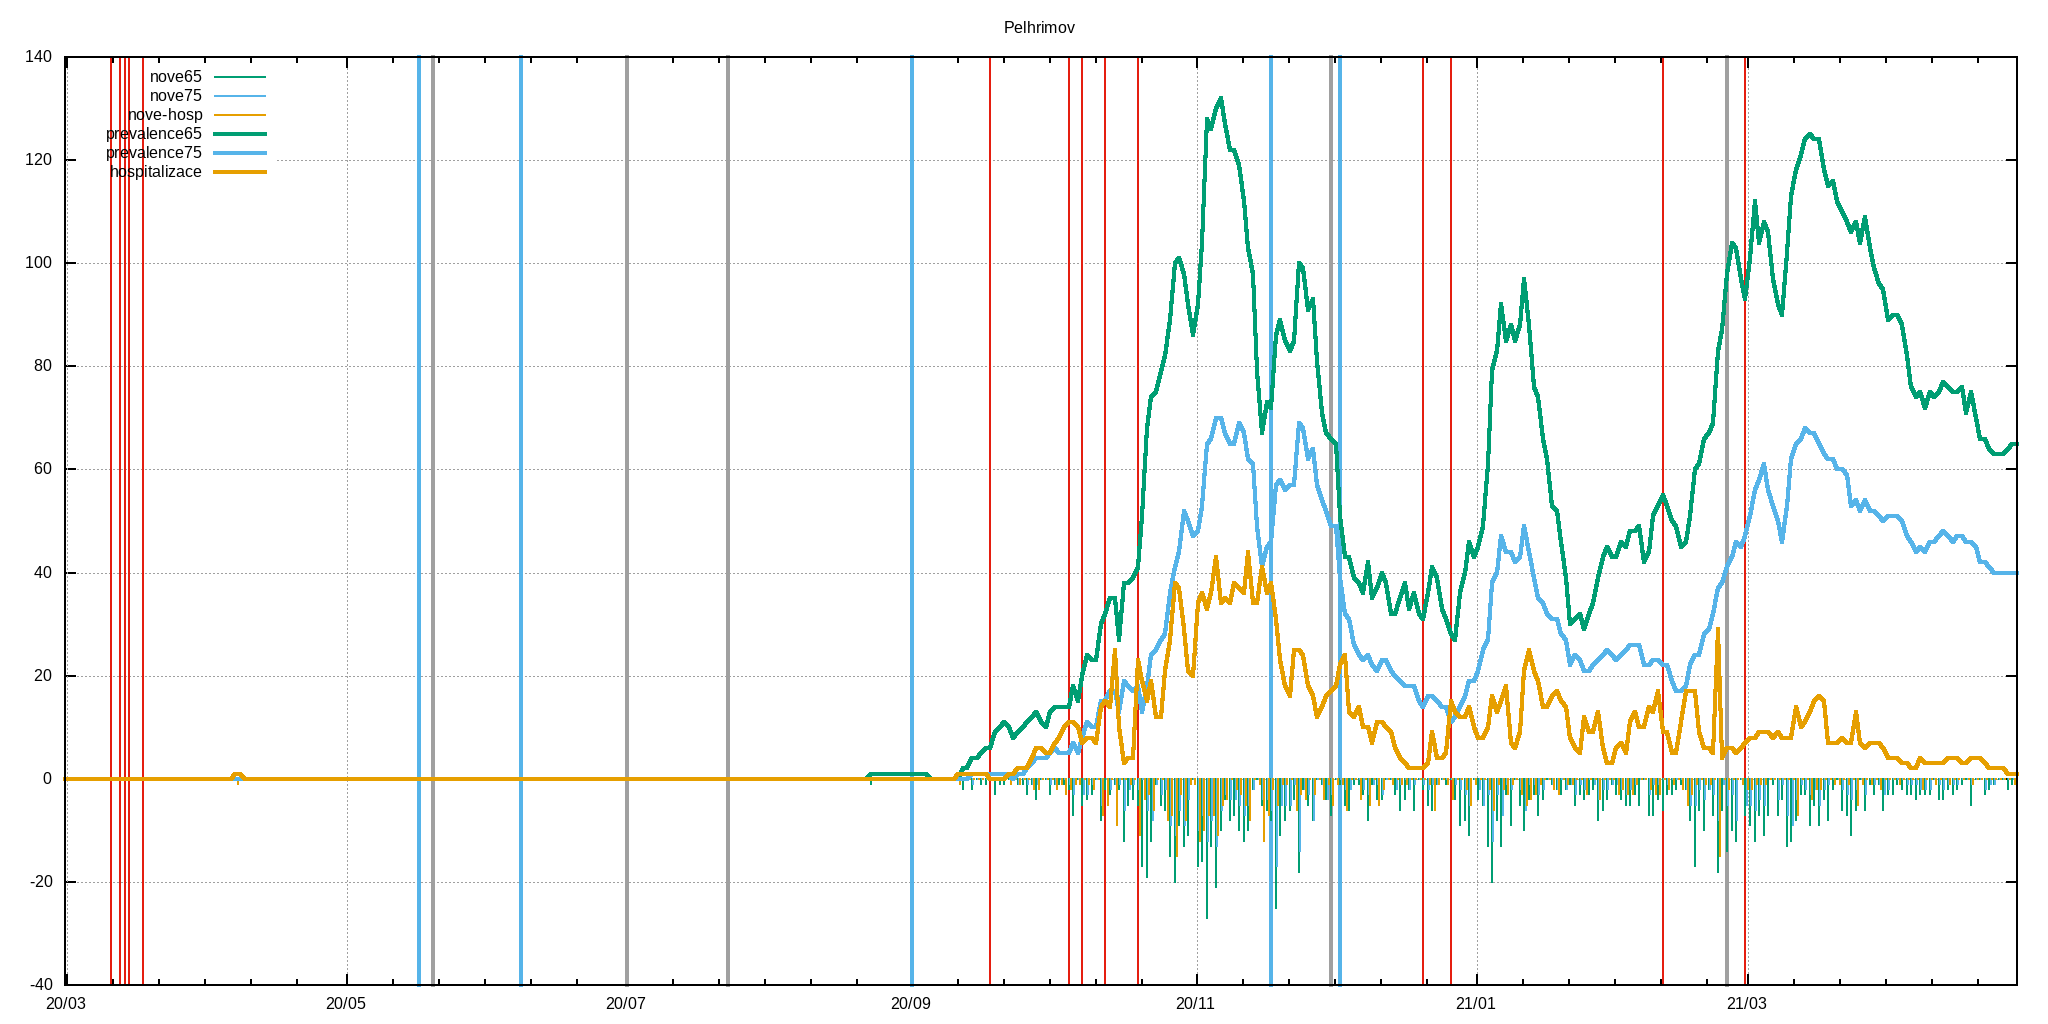 Pelhrimov
140
120
100
80
60
40
20
0
-20
-40
nove65
nove75
nove-hosp
prevalence65
prevalence75
hospitalizace
20/03 20/05 20/07 20/09 20/11 21/01 21/03